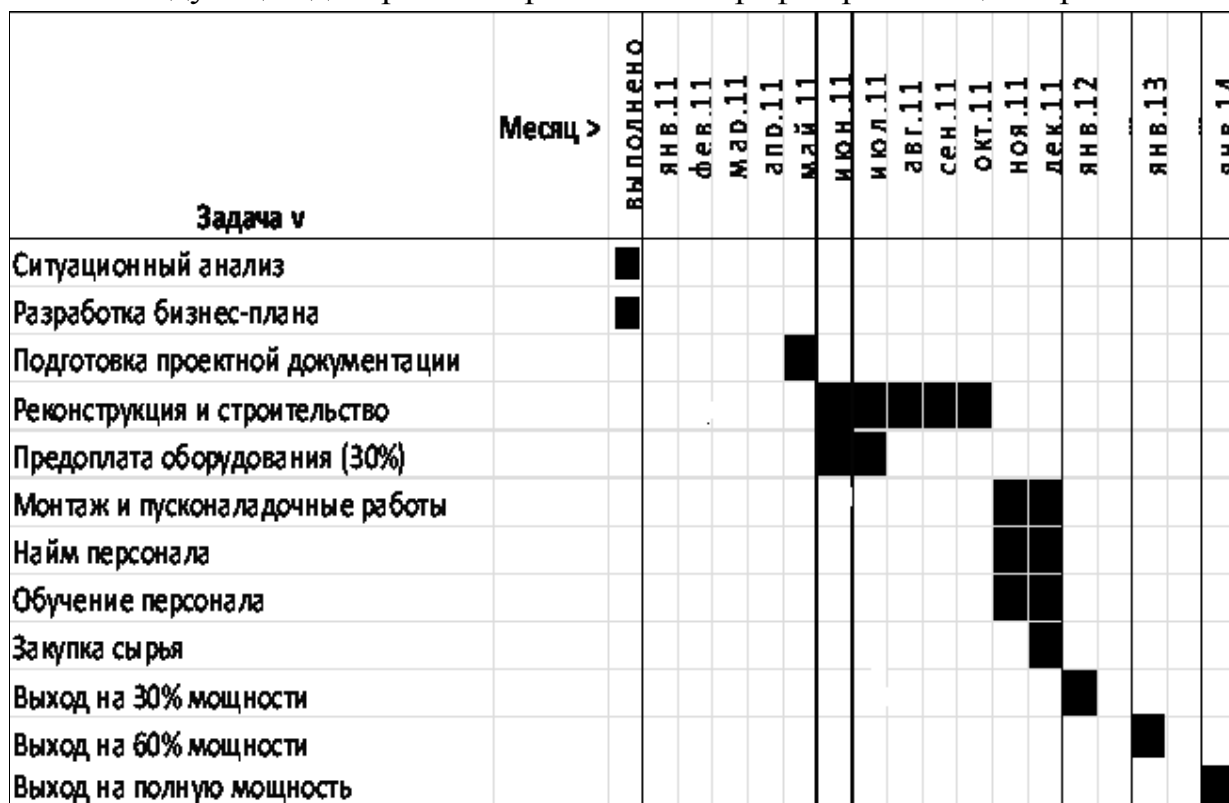 Месяц >
Задача v
выполнено
янв.11
фев.11
мар.11
апр.11
май.11
июн.11
июл.11
авг.11
сен.11
окт.11
ноя.11
дек.11
янв.12
янв.13
янв.14
Ситуационный анализ
Разработка бизнес-плана
Подготовка проектной документации
Реконструкция и строительство
Предоплата оборудования (30%)
Монтаж и пусконаладочные работы
Найм персонала
Обучение персонала
Закупка сырья
Выход на 30% мощности
Выход на 60% мощности
Выход на полную мощность